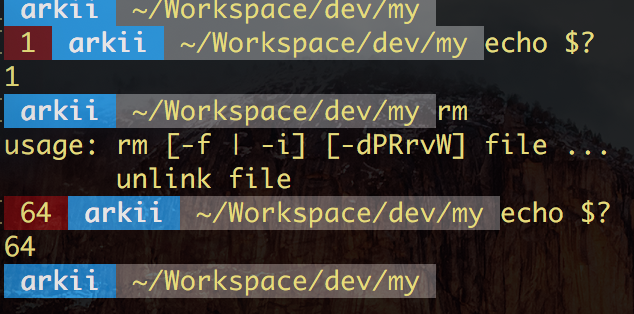 arkii ~/Workspace/dev/my
1 arkii ~/Workspace/dev/my echo $?
1
arkii ~/Workspace/dev/my rm
usage: rm [-f | -i] [-dPRrvW] file ...
unlink file
64 arkii ~/Workspace/dev/my echo $?
64
arkii ~/Workspace/dev/my